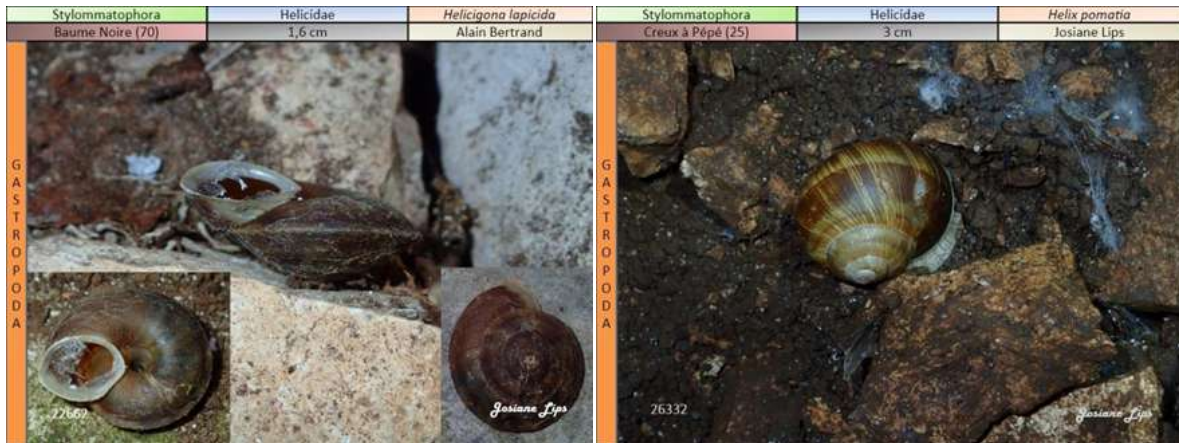 Stylommatophora Helicidae Helicigona lapicida
Baume Noire (70) 1,6 cm Alain Bertrand
GASTROPODA
22662
Josiane Lips
Stylommatophora Helicidae Helix pomatia
Creux à Pépé (25) 3 cm Josiane Lips
GASTROPODA
26332
Josiane Lips